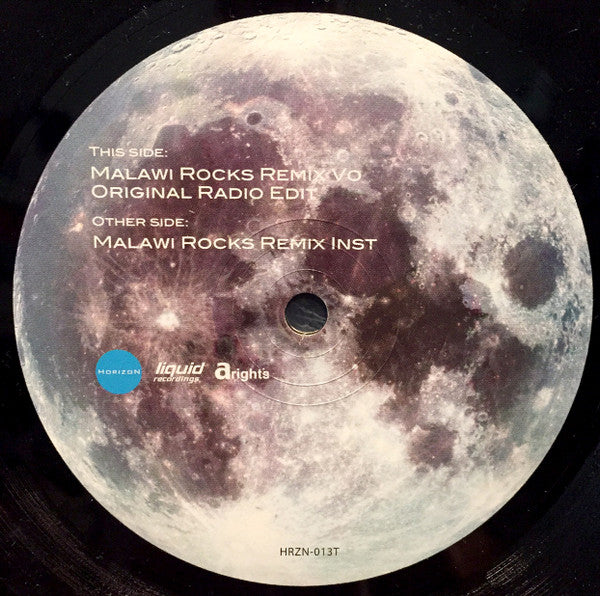 THIS SIDE:
MALAWI ROCKS REMIX VO
ORIGINAL RADIO EDIT
OTHER SIDE:
MALAWI ROCKS REMIX INST
HORIZON
liquid recordings
arights
HRZN-013T